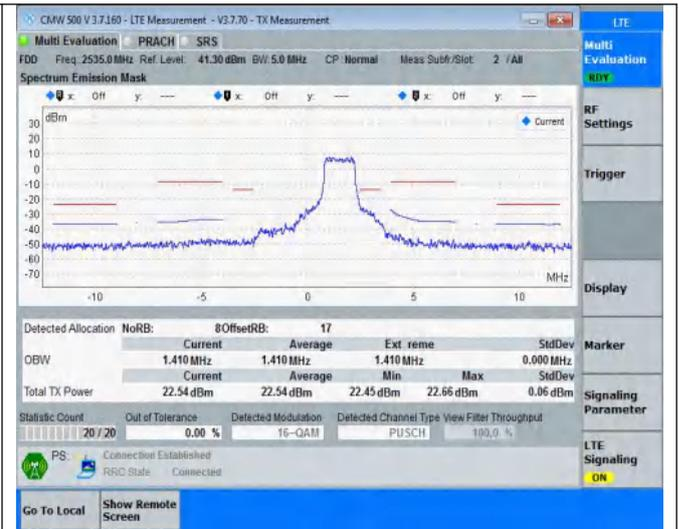 CMW 500 V 3.7.160 - LTE Measurement - V3.7.70 - TX Measurement
LTE
Multi Evaluation PRACH SRS
Multi Evaluation
RDY
FDD Freq: 2535.0 MHz Ref. Level: 41.30 dBm BW: 5.0 MHz CP: Normal Meas Subfr./Slot: 2 /All
Spectrum Emission Mask
x: Off y: --- x: Off y: --- x: Off y: ---
dBm
Current
30
20
10
0
-10
-20
-30
-40
-50
-60
-70
MHz
-10 -5 0 5 10
RF Settings
Trigger
Display
Marker
Signaling Parameter
LTE Signaling
ON
Detected Allocation NoRB: 8 OffsetRB: 17
Current Average Ext reme StdDev
OBW 1.410 MHz 1.410 MHz 1.410 MHz 0.000 MHz
Current Average Min Max StdDev
Total TX Power 22.54 dBm 22.54 dBm 22.45 dBm 22.66 dBm 0.06 dBm
Statistic Count Out of Tolerance Detected Modulation Detected Channel Type View Filter Throughput
20 / 20 0.00 % 16-QAM PUSCH 100.0 %
PS: Connection Established
RRC State Connected
Go To Local
Show Remote Screen